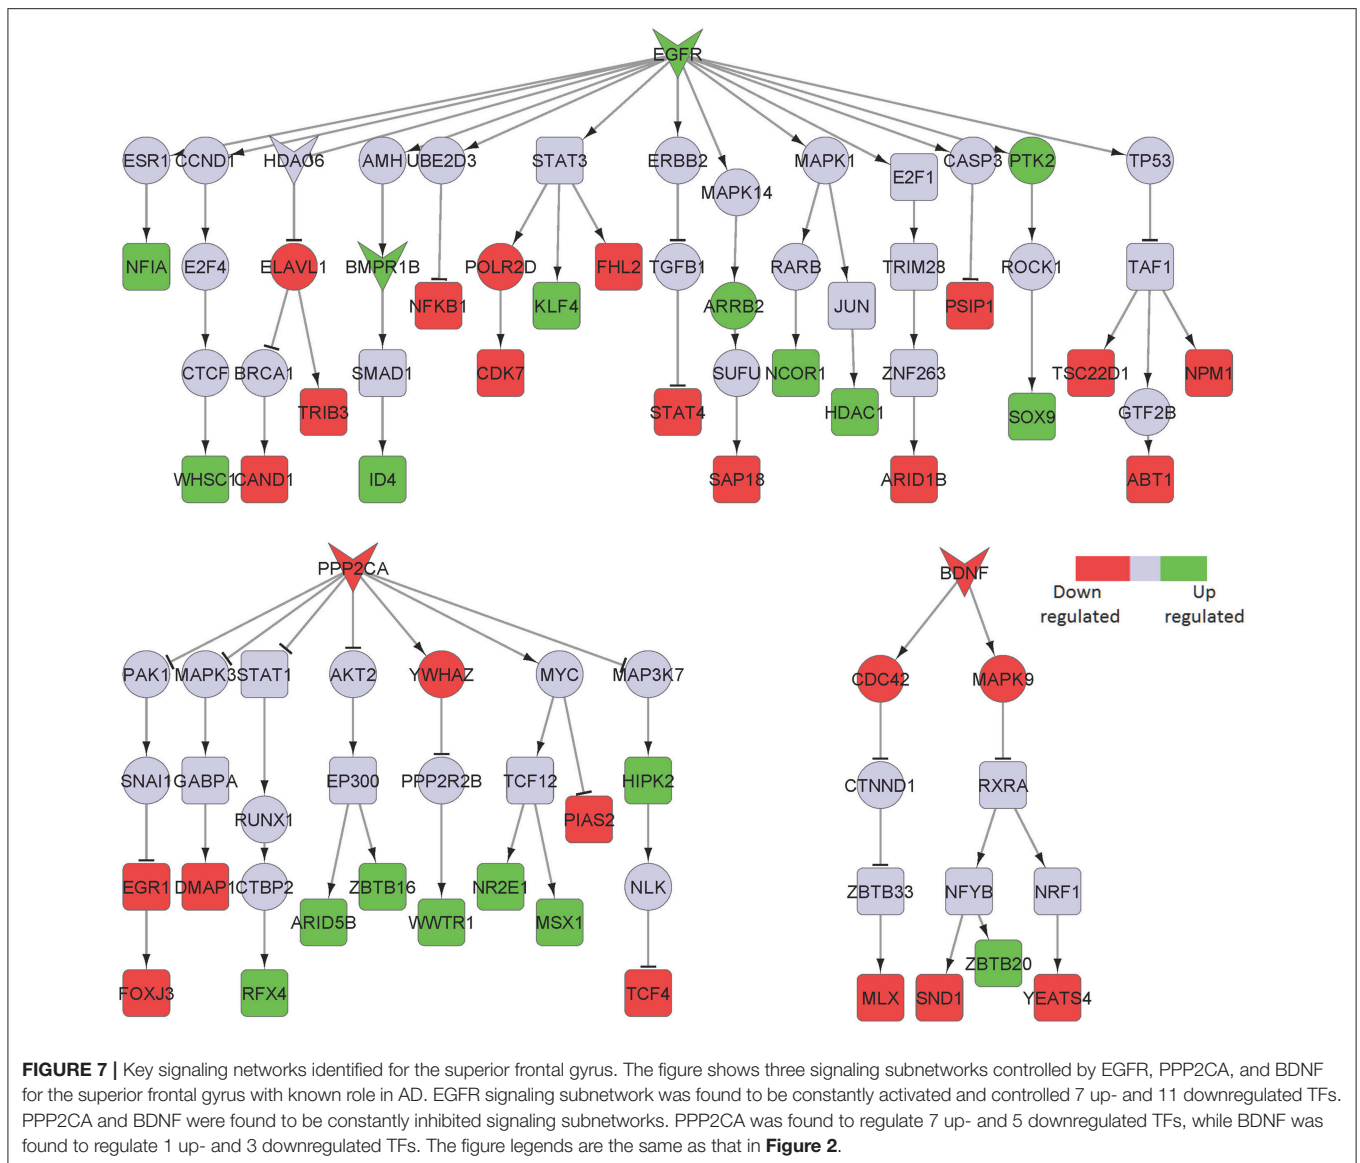 EGFR
ESR1 CCND1 HDAC6 AMH UBE2D3 STAT3 ERBB2 MAPK14 MAPK1 E2F1 CASP3 PTK2 TP53
NFIA E2F4 ELAVL1 BMPR1B NFKB1 POLR2D KLF4 FHL2 TGFB1 ARRB2 RARB JUN TRIM28 PSIP1 ROCK1 TAF1
CTCF BRCA1 TRIB3 SMAD1 CDK7 STAT4 SUFU NCOR1 HDAC1 ZNF263 SOX9 TSC22D1 GTF2B NPM1
WHSC1 CAND1 ID4 SAP18 ARID1B ABT1
PPP2CA BDNF
Down regulated Up regulated
PAK1 MAPK3 STAT1 AKT2 YWHAZ MYC MAP3K7 CDC42 MAPK9
SNAI1 GABPA RUNX1 EP300 PPP2R2B TCF12 PIAS2 HIPK2 CTNND1 RXRA
EGR1 DMAP1 CTBP2 ARID5B ZBTB16 WWTR1 NR2E1 MSX1 NLK ZBTB33 NFYB NRF1
FOXJ3 RFX4 TCF4 MLX SND1 ZBTB20 YEATS4
FIGURE 7 | Key signaling networks identified for the superior frontal gyrus. The figure shows three signaling subnetworks controlled by EGFR, PPP2CA, and BDNF
for the superior frontal gyrus with known role in AD. EGFR signaling subnetwork was found to be constantly activated and controlled 7 up- and 11 downregulated TFs.
PPP2CA and BDNF were found to be constantly inhibited signaling subnetworks. PPP2CA was found to regulate 7 up- and 5 downregulated TFs, while BDNF was
found to regulate 1 up- and 3 downregulated TFs. The figure legends are the same as that in Figure 2.